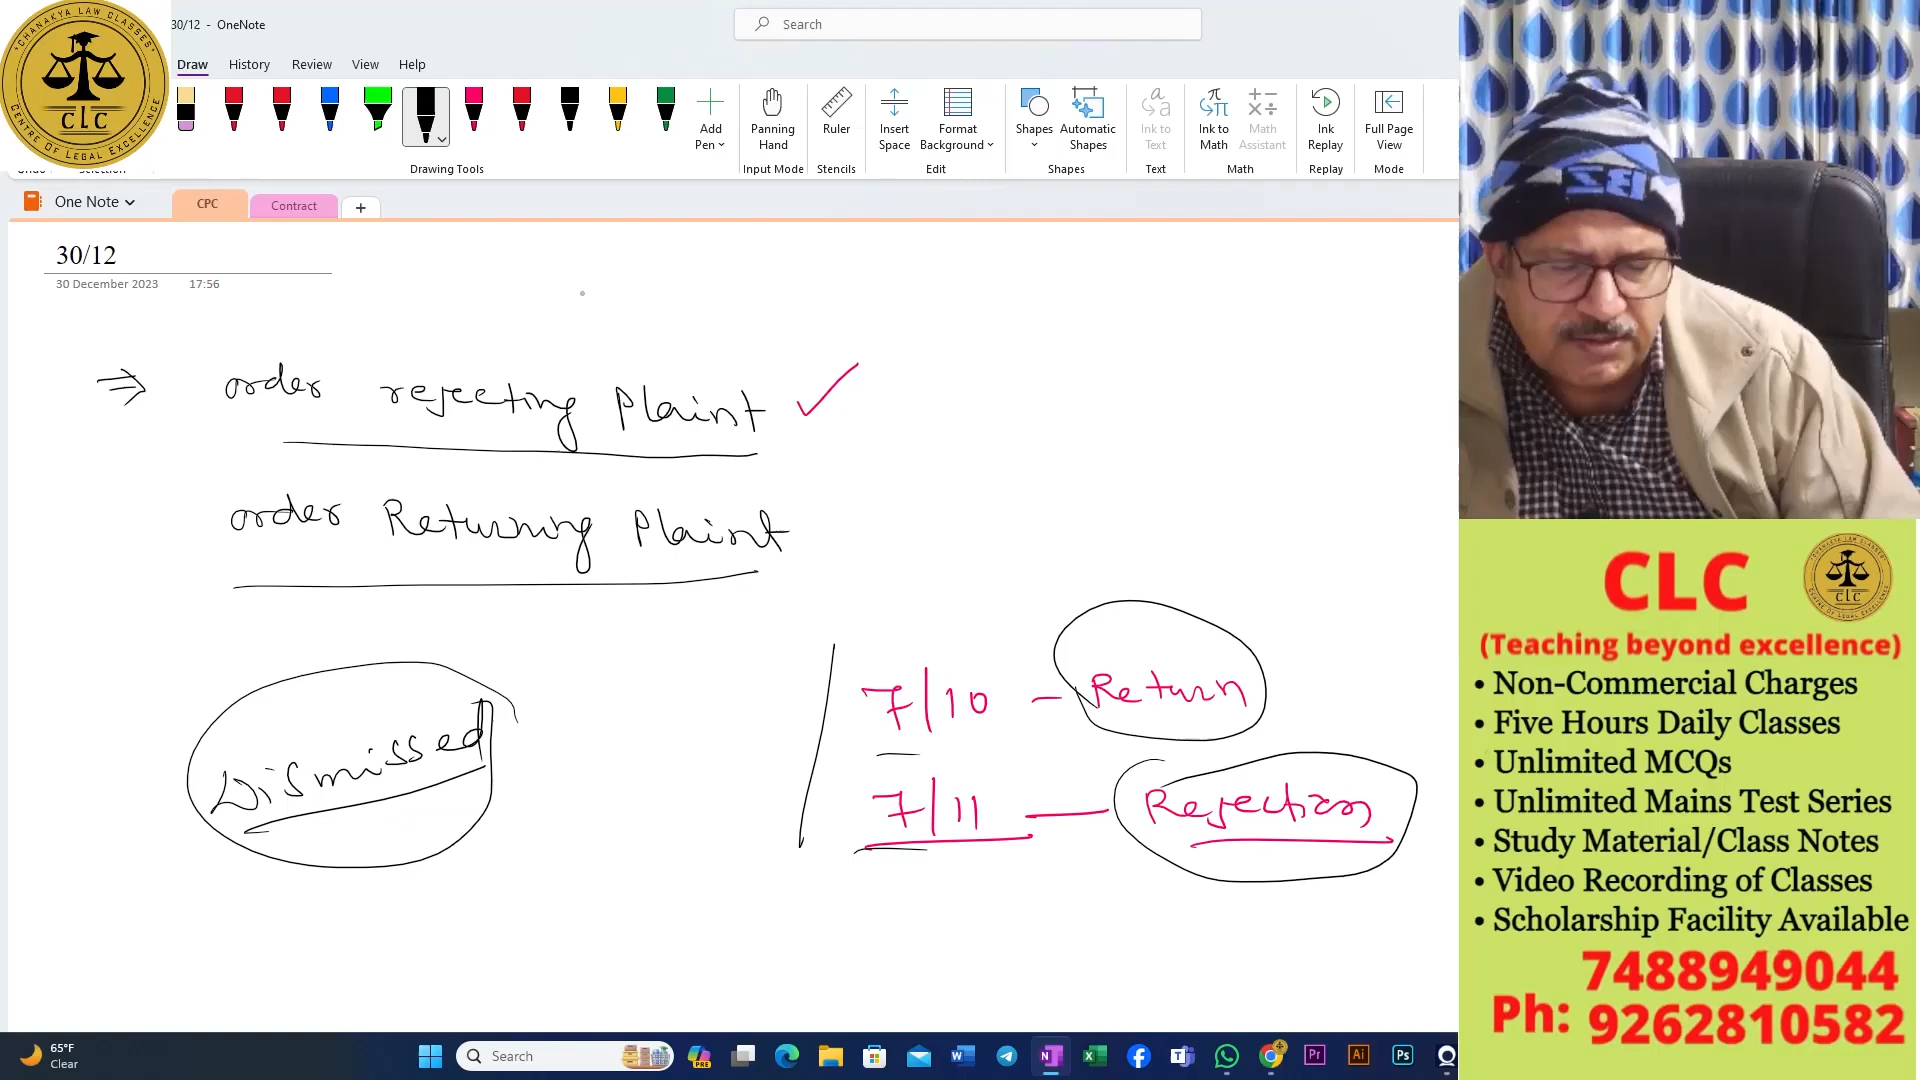 30/12 - OneNote
Search
Draw History Review View Help
Add Pen
Panning Hand
Ruler
Insert Space
Format Background
Shapes
Automatic Shapes
Ink to Text
Ink to Math
Math Assistant
Ink Replay
Full Page View
Drawing Tools
Input Mode
Stencils
Edit
Shapes
Text
Math
Replay
Mode
One Note
CPC
Contract
30/12
30 December 2023 17:56
⇒ order rejecting Plaint ✓
order Returning Plaint
Dismissed
7/10 - Return
7/11 — Rejection
CHANAKYA LAW CLASSES
CLC
CENTRE OF LEGAL EXCELLENCE
SEI
CLC
clc
(Teaching beyond excellence)
• Non-Commercial Charges
• Five Hours Daily Classes
• Unlimited MCQs
• Unlimited Mains Test Series
• Study Material/Class Notes
• Video Recording of Classes
• Scholarship Facility Available
7488949044
Ph: 9262810582
65°F
Clear
Search